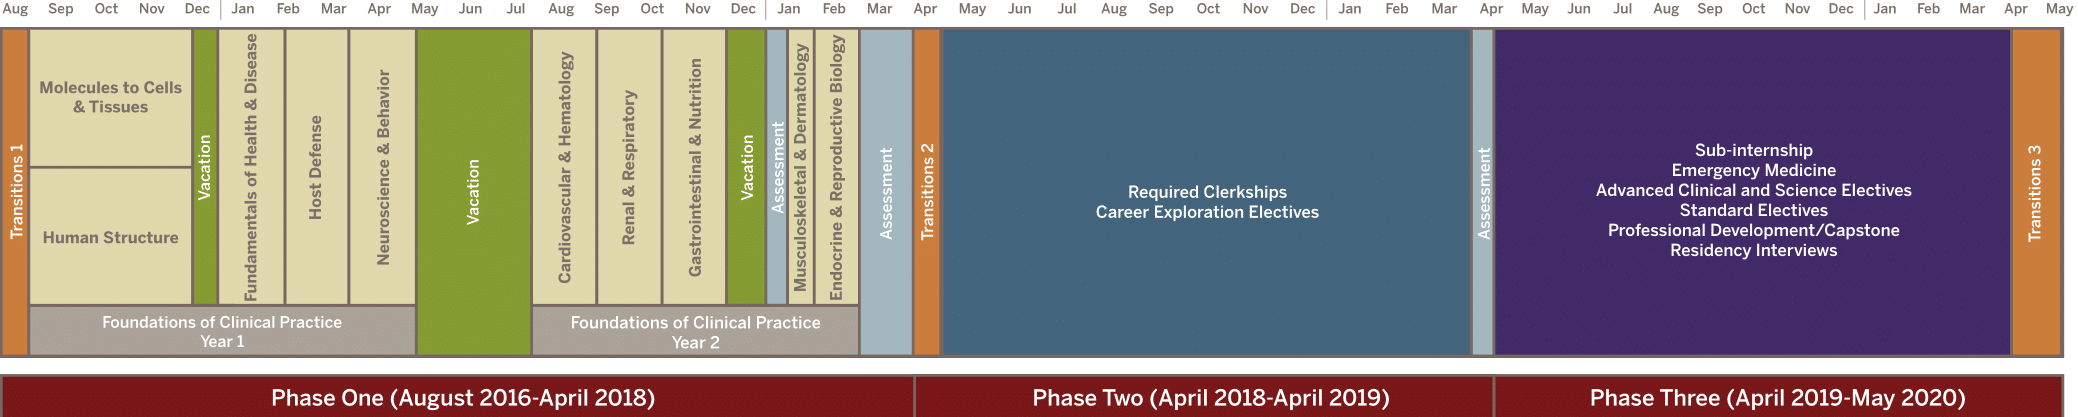 Aug Sep Oct Nov Dec Jan Feb Mar Apr May Jun Jul Aug Sep Oct Nov Dec Jan Feb Mar Apr May Jun Jul Aug Sep Oct Nov Dec Jan Feb Mar Apr May Jun Jul Aug Sep Oct Nov Dec Jan Feb Mar Apr May
Transitions 1
Molecules to Cells
& Tissues
Human Structure
Vacation
Fundamentals of Health & Disease
Host Defense
Neuroscience & Behavior
Foundations of Clinical Practice
Year 1
Vacation
Cardiovascular & Hematology
Renal & Respiratory
Gastrointestinal & Nutrition
Vacation
Assessment
Musculoskeletal & Dermatology
Endocrine & Reproductive Biology
Foundations of Clinical Practice
Year 2
Assessment
Transitions 2
Required Clerkships
Career Exploration Electives
Assessment
Sub-internship
Emergency Medicine
Advanced Clinical and Science Electives
Standard Electives
Professional Development/Capstone
Residency Interviews
Transitions 3
Phase One (August 2016-April 2018)
Phase Two (April 2018-April 2019)
Phase Three (April 2019-May 2020)